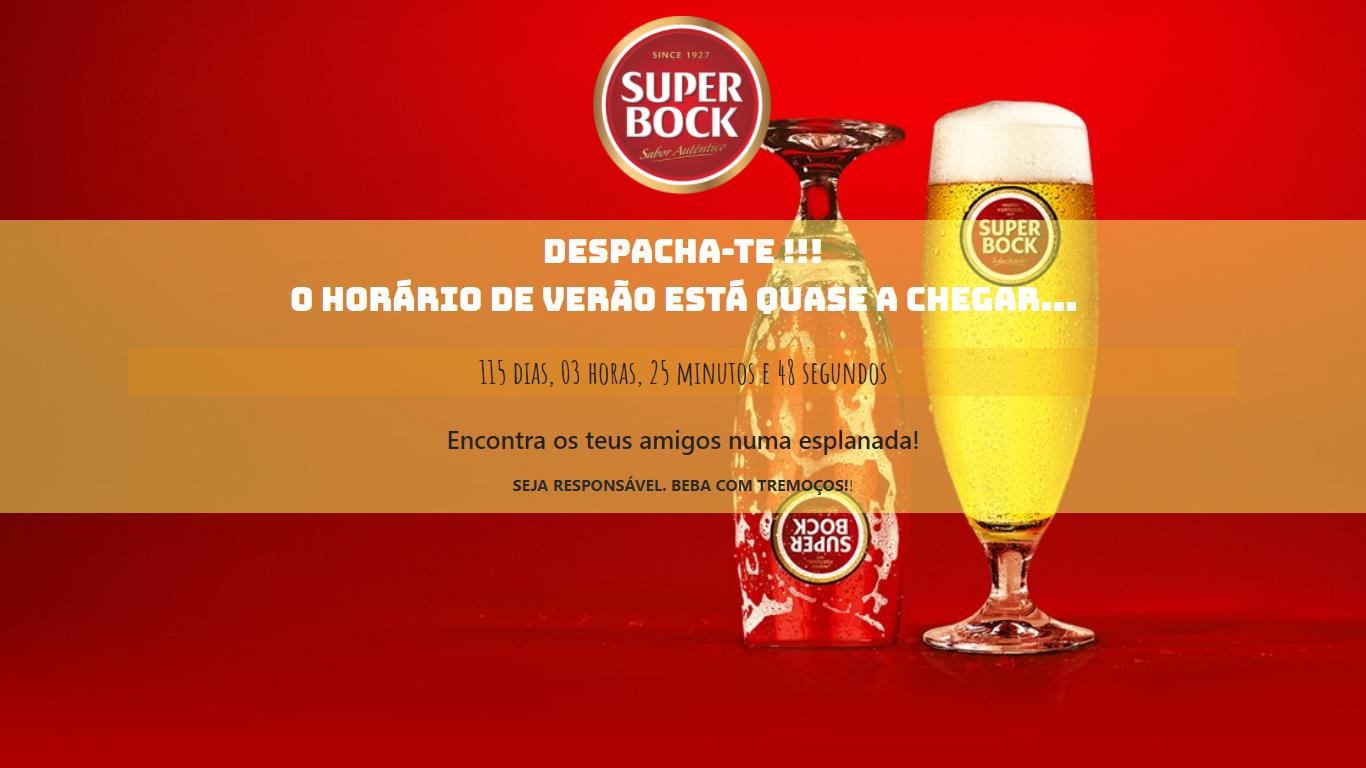 SINCE 1927
SUPER
BOCK
Sabor Autêntico
SUPER
BOCK
DESPACHA-TE !!!
O HORÁRIO DE VERÃO ESTÁ QUASE A CHEGAR...
115 DIAS, 03 HORAS, 25 MINUTOS E 48 SEGUNDOS
Encontra os teus amigos numa esplanada!
SEJA RESPONSÁVEL. BEBA COM TREMOÇOS!!
SUPER
BOCK